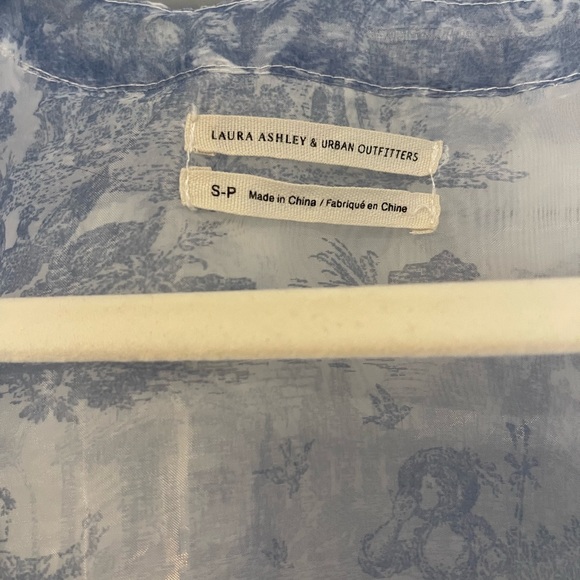 LAURA ASHLEY & URBAN OUTFITTERS
S-P Made in China / Fabriqué en Chine